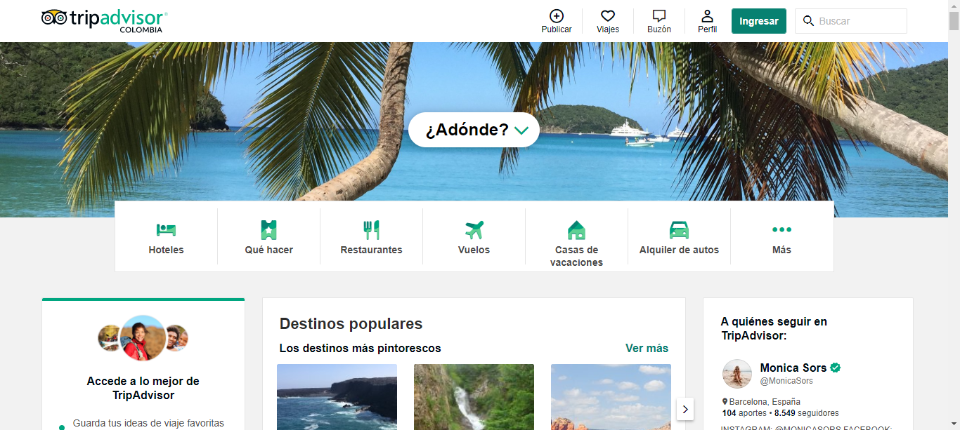 tripadvisor
COLOMBIA
Publicar
Viajes
Buzón
Perfil
Ingresar
Buscar
¿Adónde?
Hoteles
Qué hacer
Restaurantes
Vuelos
Casas de
vacaciones
Alquiler de autos
Más
Accede a lo mejor de
TripAdvisor
Guarda tus ideas de viaje favoritas
Destinos populares
Los destinos más pintorescos
Ver más
A quiénes seguir en
TripAdvisor:
Monica Sors
@MonicaSors
Barcelona, España
104 aportes • 8.549 seguidores
INSTAGRAM: @MONICASORS FACEBOOK: